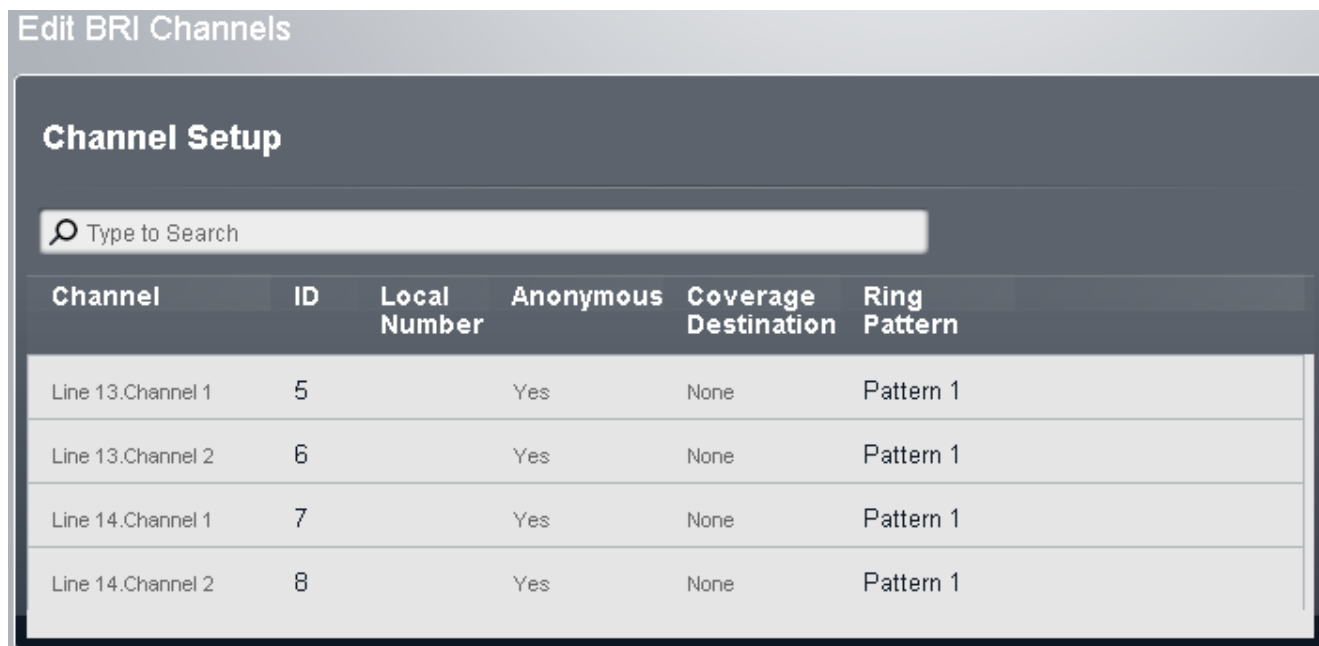 Edit BRI Channels
Channel Setup
Type to Search
Channel ID Local Number Anonymous Coverage Destination Ring Pattern
Line 13.Channel 1 5 Yes None Pattern 1
Line 13.Channel 2 6 Yes None Pattern 1
Line 14.Channel 1 7 Yes None Pattern 1
Line 14.Channel 2 8 Yes None Pattern 1